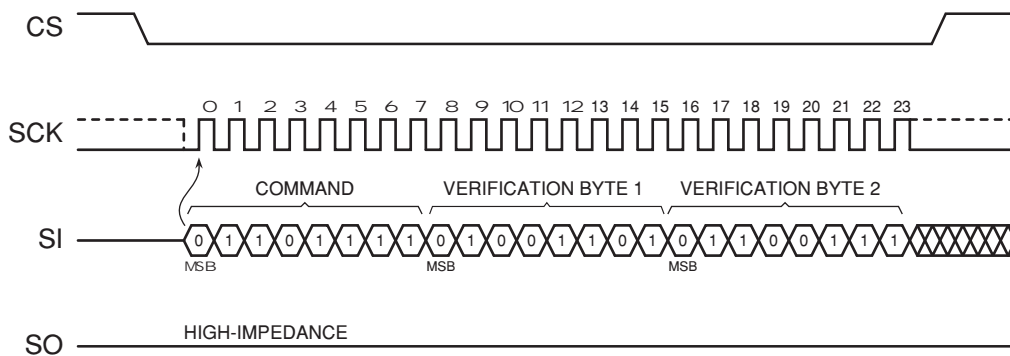 CS
0 1 2 3 4 5 6 7 8 9 10 11 12 13 14 15 16 17 18 19 20 21 22 23
SCK
COMMAND VERIFICATION BYTE 1 VERIFICATION BYTE 2
SI 0 1 1 0 1 1 1 1 0 1 0 0 1 1 0 1 0 1 1 0 0 1 1 1
MSB MSB MSB
HIGH-IMPEDANCE
SO